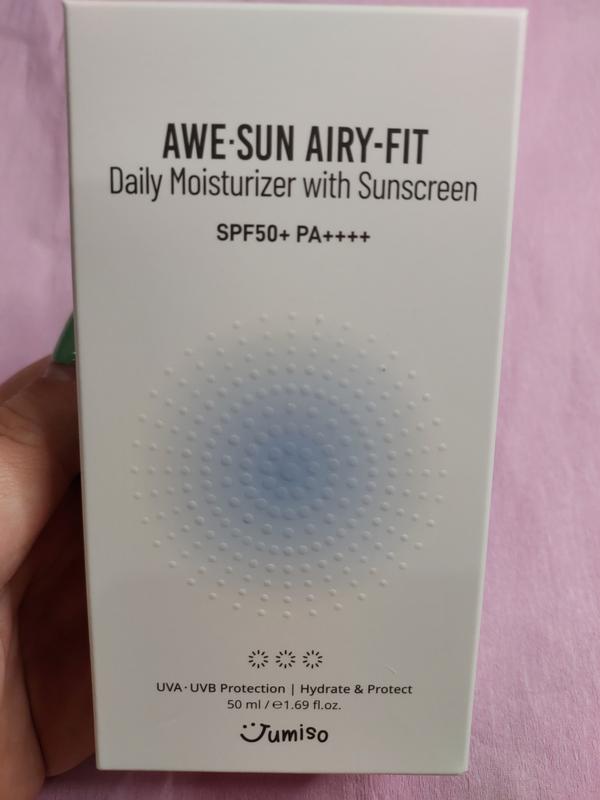 AWE·SUN AIRY-FIT
Daily Moisturizer with Sunscreen
SPF50+ PA++++
UVA·UVB Protection | Hydrate & Protect
50 ml / ℮1.69 fl.oz.
Jumiso